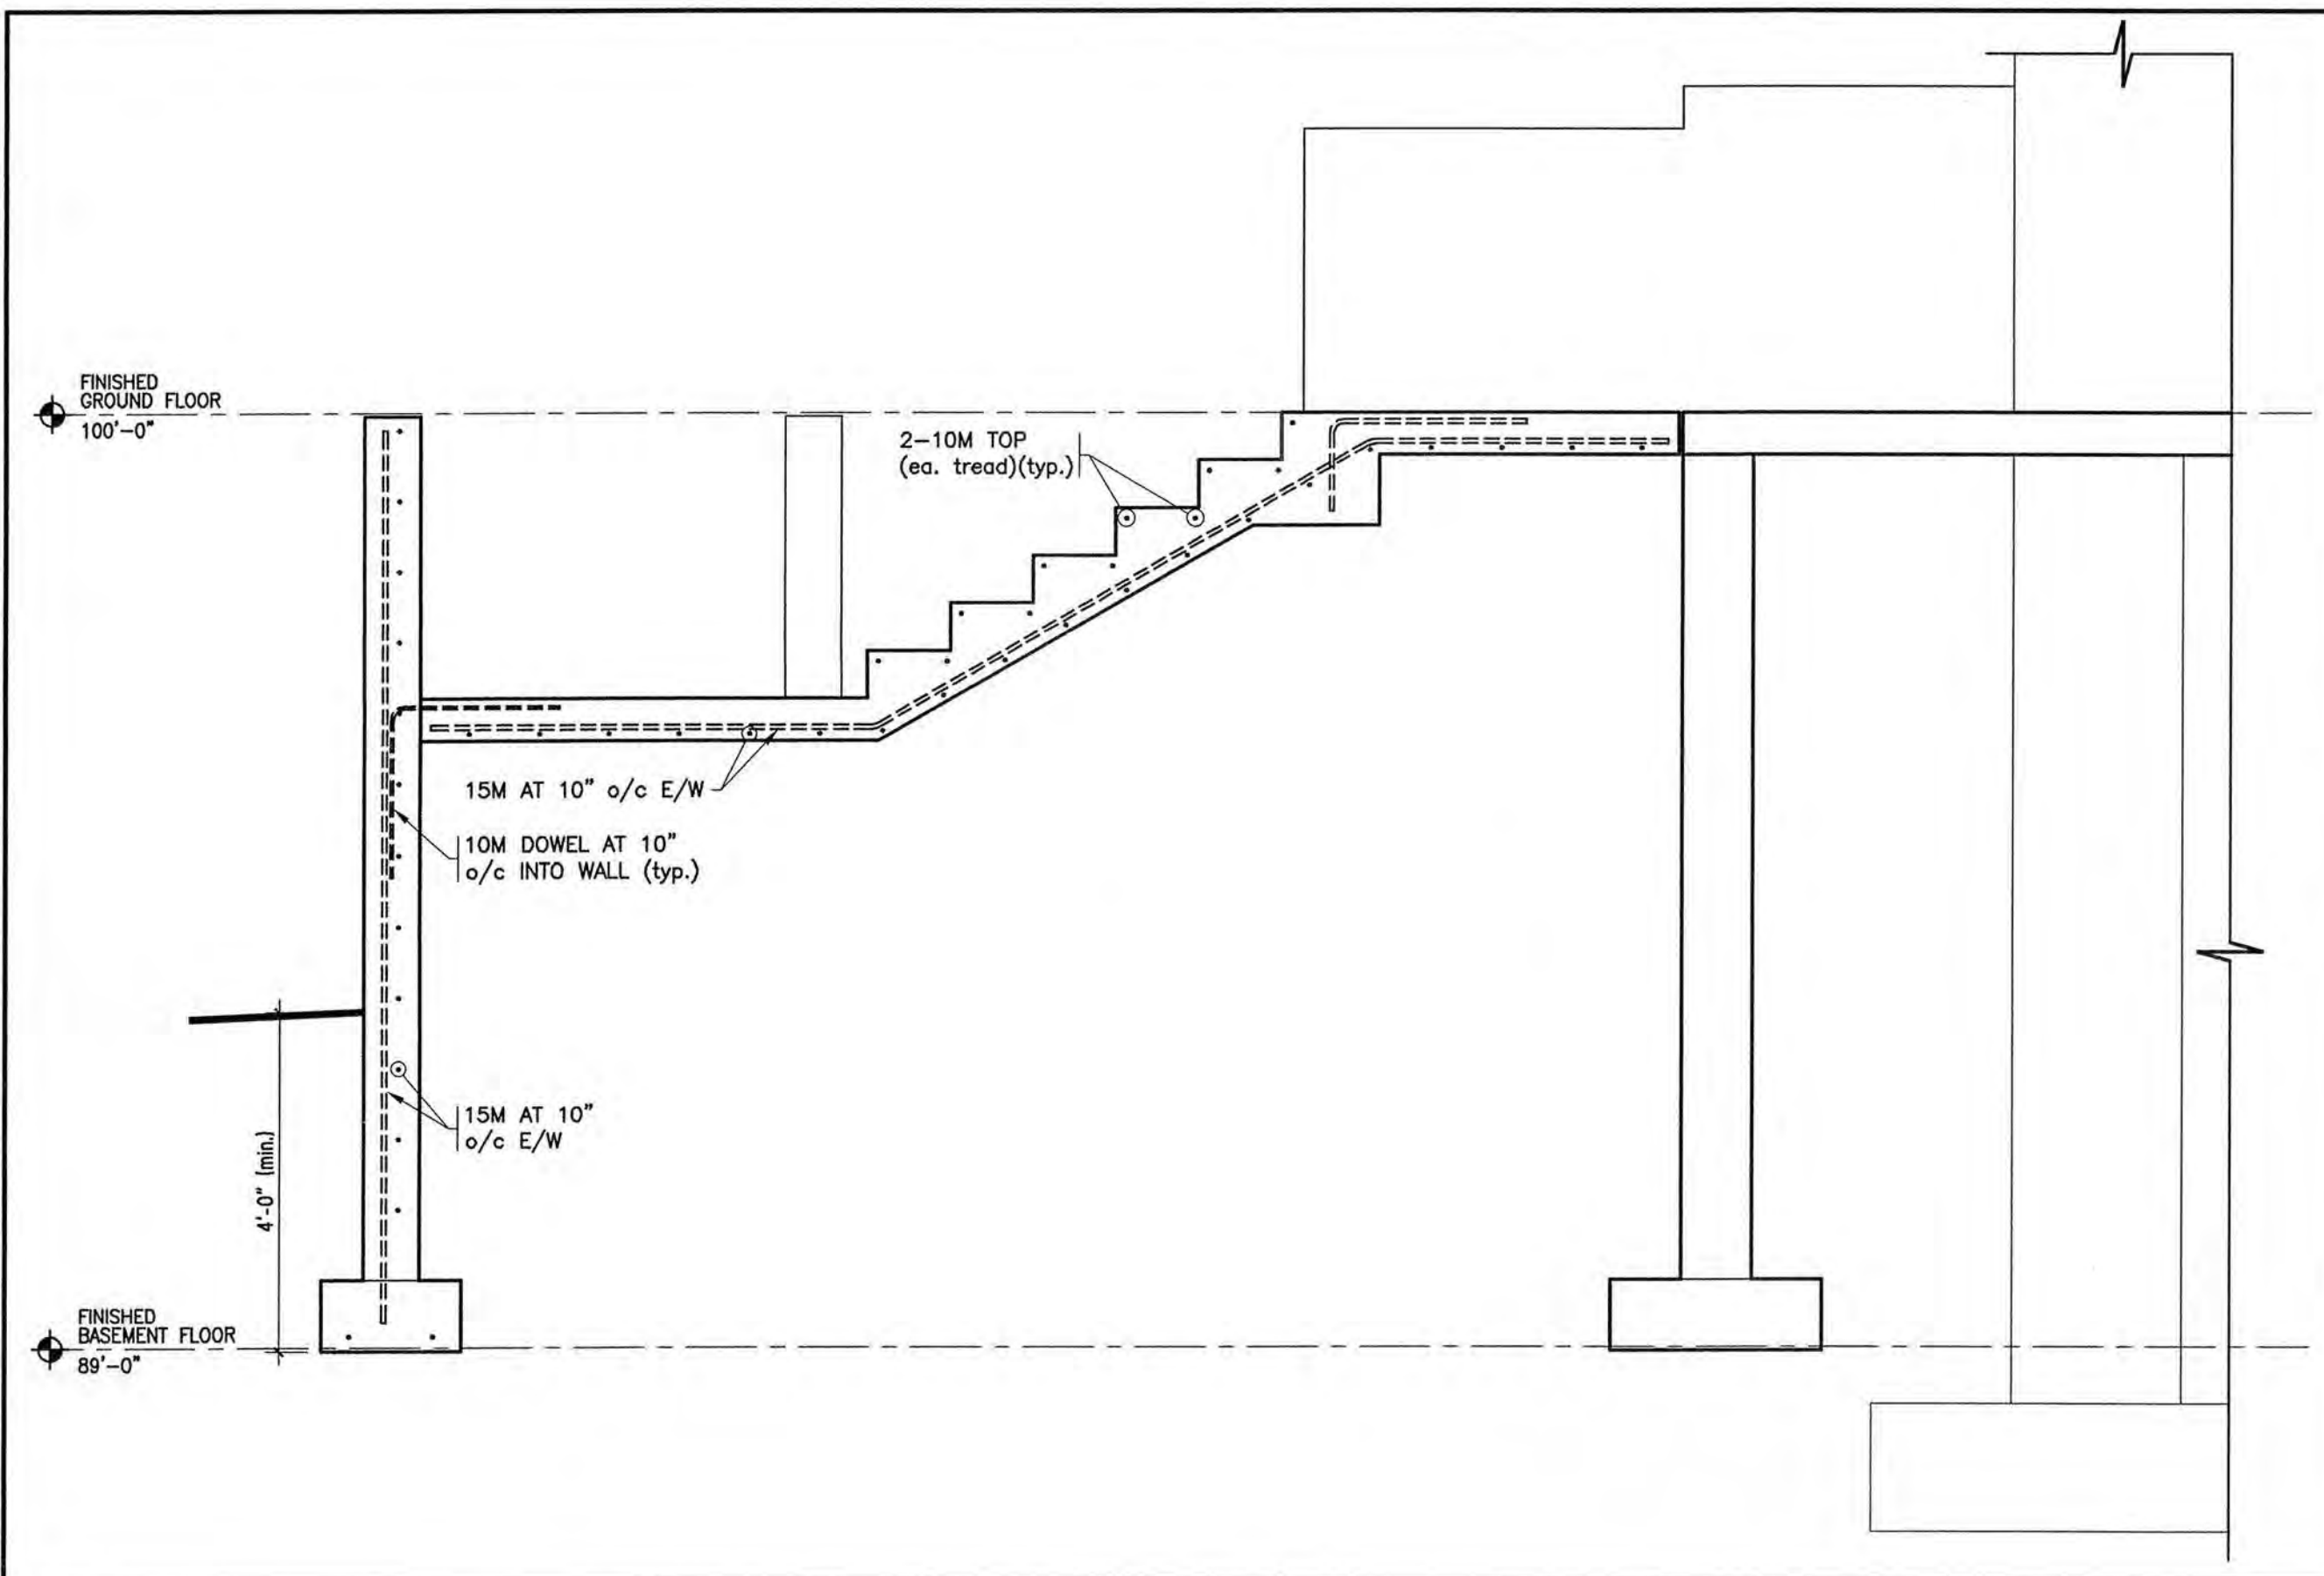 FINISHED
GROUND FLOOR
100'-0"
2-10M TOP
(ea. tread)(typ.)
15M AT 10" o/c E/W
10M DOWEL AT 10"
o/c INTO WALL (typ.)
15M AT 10"
o/c E/W
4'-0" (min.)
FINISHED
BASEMENT FLOOR
89'-0"